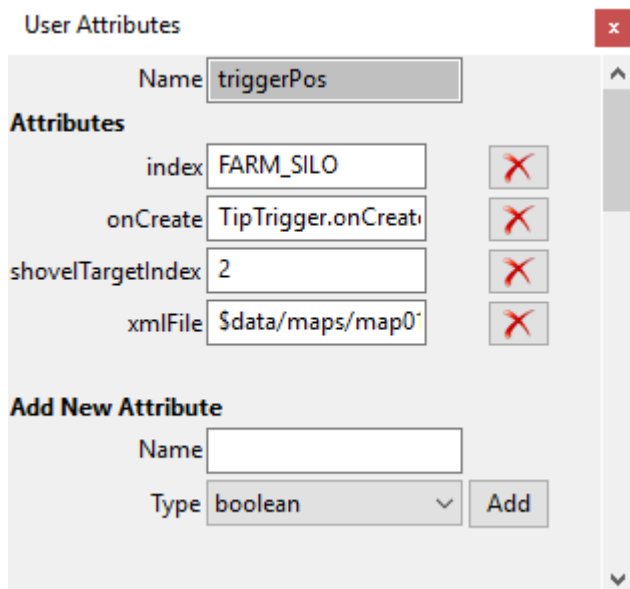 User Attributes
x
Name triggerPos
Attributes
index FARM_SILO
onCreate TipTrigger.onCreat
shovelTargetIndex 2
xmlFile $data/maps/map0
Add New Attribute
Name
Type boolean Add